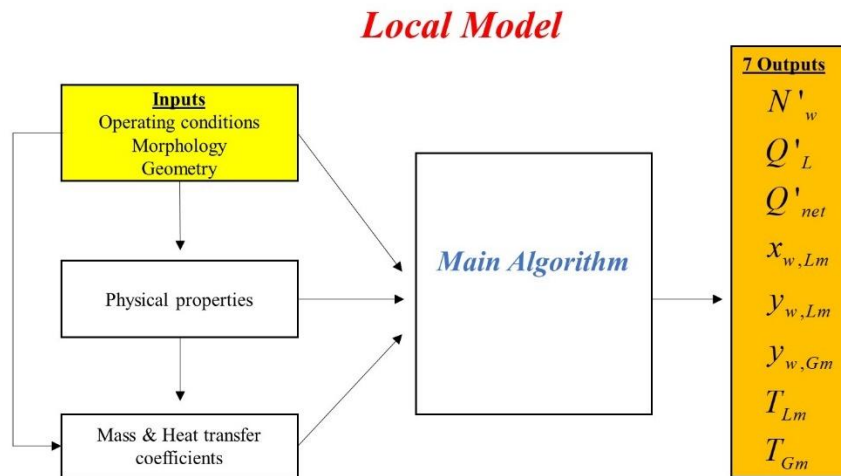 Local Model
Inputs
Operating conditions
Morphology
Geometry
Physical properties
Mass & Heat transfer
coefficients
Main Algorithm
7 Outputs
N'w
Q'L
Q'net
xw,Lm
yw,Lm
yw,Gm
TLm
TGm